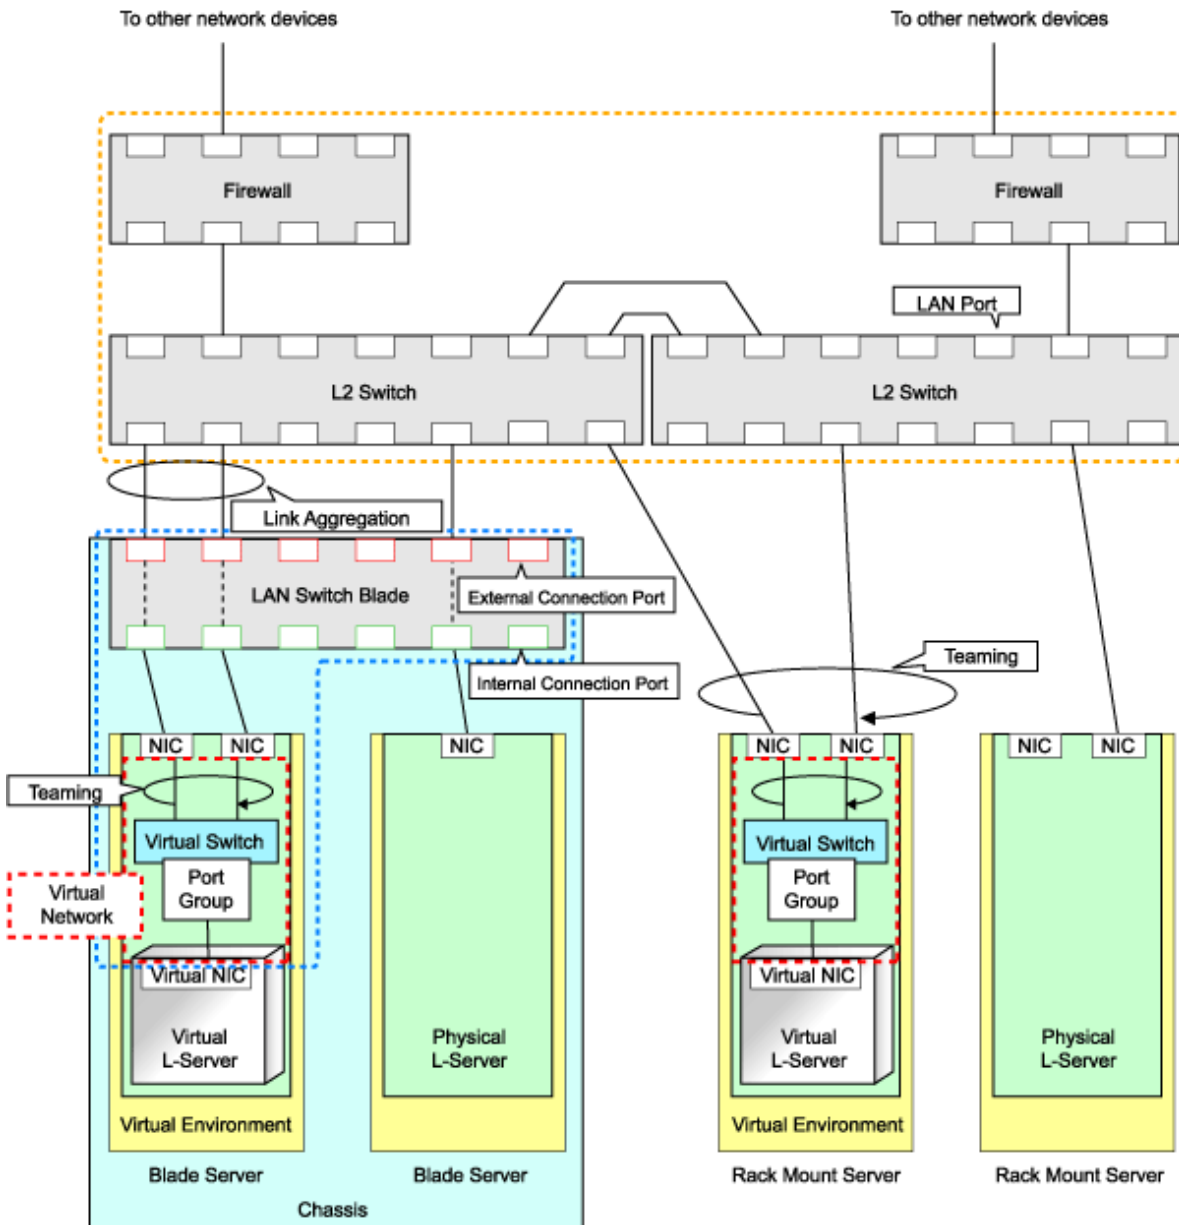 To other network devices
To other network devices
Firewall
Firewall
LAN Port
L2 Switch
L2 Switch
Link Aggregation
LAN Switch Blade
External Connection Port
Internal Connection Port
Teaming
NIC
NIC
NIC
NIC
NIC
NIC
NIC
Teaming
Virtual Switch
Virtual Switch
Port
Group
Port
Group
Virtual
Network
Virtual NIC
Virtual NIC
Virtual
L-Server
Physical
L-Server
Virtual
L-Server
Physical
L-Server
Virtual Environment
Virtual Environment
Blade Server
Blade Server
Rack Mount Server
Rack Mount Server
Chassis